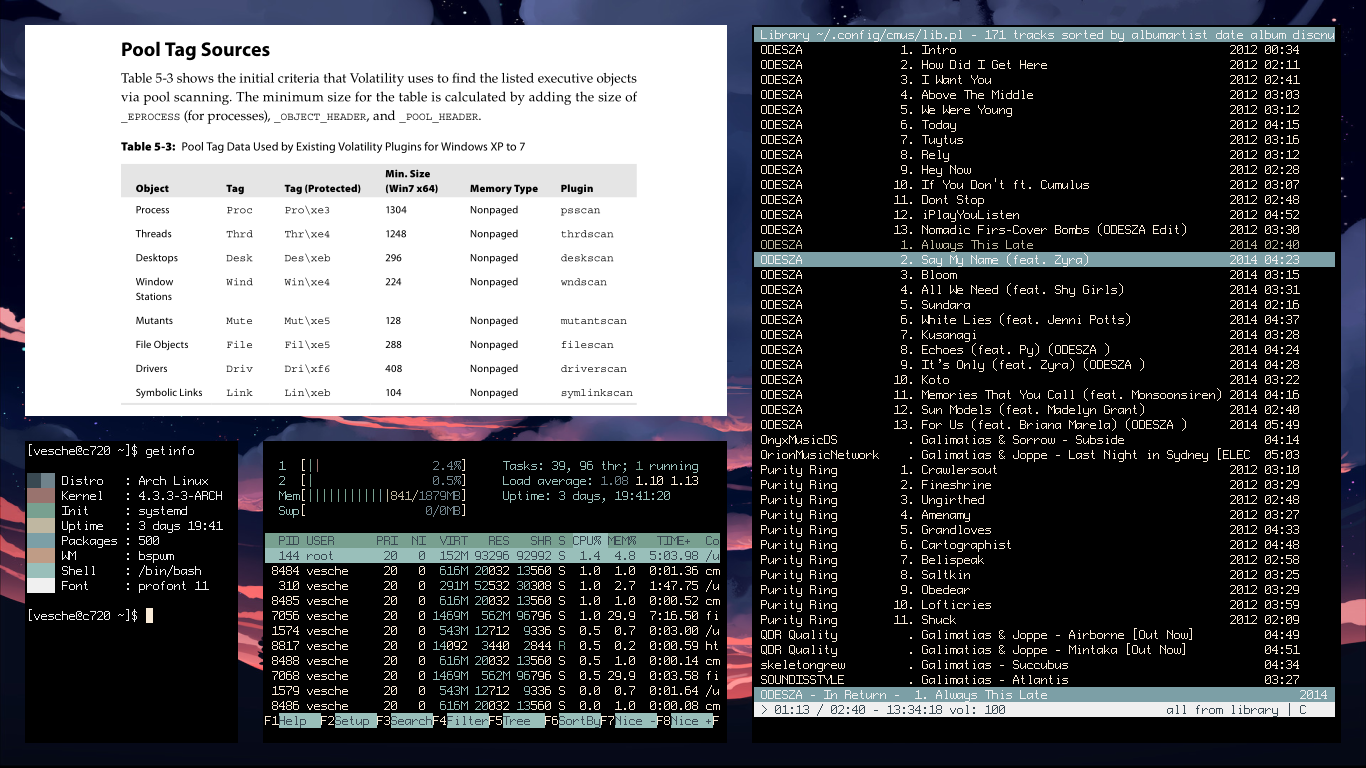 Pool Tag Sources
Table 5-3 shows the initial criteria that Volatility uses to find the listed executive objects
via pool scanning. The minimum size for the table is calculated by adding the size of
_EPROCESS (for processes), _OBJECT_HEADER, and _POOL_HEADER.
Table 5-3: Pool Tag Data Used by Existing Volatility Plugins for Windows XP to 7
Object Tag Tag (Protected) Min. Size (Win7 x64) Memory Type Plugin
Process Proc Pro\xe3 1304 Nonpaged psscan
Threads Thrd Thr\xe4 1248 Nonpaged thrdscan
Desktops Desk Des\xeb 296 Nonpaged deskscan
Window Stations Wind Win\xe4 224 Nonpaged wndscan
Mutants Mute Mut\xe5 128 Nonpaged mutantscan
File Objects File Fil\xe5 288 Nonpaged filescan
Drivers Driv Dri\xf6 408 Nonpaged driverscan
Symbolic Links Link Lin\xeb 104 Nonpaged symlinkscan
[vesche@c720 ~]$ getinfo
Distro : Arch Linux
Kernel : 4.3.3-3-ARCH
Init : systemd
Uptime : 3 days 19:41
Packages : 500
WM : bspwm
Shell : /bin/bash
Font : profont 11
[vesche@c720 ~]$
1 [|| 2.4%] Tasks: 39, 96 thr; 1 running
2 [| 0.5%] Load average: 1.08 1.10 1.13
Mem[||||||||||||841/1879MB] Uptime: 3 days, 19:41:20
Swp[ 0/0MB]
PID USER PRI NI VIRT RES SHR S CPU% MEM% TIME+ Co
144 root 20 0 152M 93296 92992 S 1.4 4.8 5:03.98 /u
8484 vesche 20 0 616M 20032 13560 S 1.0 1.0 0:01.36 cm
310 vesche 20 0 291M 52532 30308 S 1.0 2.7 1:47.75 /u
8485 vesche 20 0 616M 20032 13560 S 1.0 1.0 0:00.52 cm
7056 vesche 20 0 1469M 562M 96796 S 1.0 29.9 7:16.50 fi
1574 vesche 20 0 543M 12712 9336 S 0.5 0.7 0:03.00 /u
8817 vesche 20 0 14092 3440 2844 R 0.5 0.2 0:00.59 ht
8488 vesche 20 0 616M 20032 13560 S 0.5 1.0 0:00.14 cm
7068 vesche 20 0 1469M 562M 96796 S 0.5 29.9 0:03.58 fi
1579 vesche 20 0 543M 12712 9336 S 0.0 0.7 0:01.64 /u
8486 vesche 20 0 616M 20032 13560 S 0.0 1.0 0:00.08 cm
F1Help F2Setup F3SearchF4FilterF5Tree F6SortByF7Nice -F8Nice +F
Library ~/.config/cmus/lib.pl - 171 tracks sorted by albumartist date album discnu
ODESZA 1. Intro 2012 00:34
ODESZA 2. How Did I Get Here 2012 02:11
ODESZA 3. I Want You 2012 02:41
ODESZA 4. Above The Middle 2012 03:03
ODESZA 5. We Were Young 2012 03:12
ODESZA 6. Today 2012 04:15
ODESZA 7. Tuytus 2012 03:16
ODESZA 8. Rely 2012 03:12
ODESZA 9. Hey Now 2012 02:28
ODESZA 10. If You Don't ft. Cumulus 2012 03:07
ODESZA 11. Dont Stop 2012 02:48
ODESZA 12. iPlayYouListen 2012 04:52
ODESZA 13. Nomadic Firs-Cover Bombs (ODESZA Edit) 2012 03:30
ODESZA 1. Always This Late 2014 02:40
ODESZA 2. Say My Name (feat. Zyra) 2014 04:23
ODESZA 3. Bloom 2014 03:15
ODESZA 4. All We Need (feat. Shy Girls) 2014 03:31
ODESZA 5. Sundara 2014 02:16
ODESZA 6. White Lies (feat. Jenni Potts) 2014 04:37
ODESZA 7. Kusanagi 2014 03:28
ODESZA 8. Echoes (feat. Py) (ODESZA ) 2014 04:24
ODESZA 9. It's Only (feat. Zyra) (ODESZA ) 2014 04:28
ODESZA 10. Koto 2014 03:22
ODESZA 11. Memories That You Call (feat. Monsoonsiren) 2014 04:16
ODESZA 12. Sun Models (feat. Madelyn Grant) 2014 02:40
ODESZA 13. For Us (feat. Briana Marela) (ODESZA ) 2014 05:49
OnyxMusicDS . Galimatias & Sorrow - Subside 04:14
OrionMusicNetwork . Galimatias & Joppe - Last Night in Sydney [ELEC 05:03
Purity Ring 1. Crawlersout 2012 03:10
Purity Ring 2. Fineshrine 2012 03:29
Purity Ring 3. Ungirthed 2012 02:48
Purity Ring 4. Amenamy 2012 03:27
Purity Ring 5. Grandloves 2012 04:33
Purity Ring 6. Cartographist 2012 04:48
Purity Ring 7. Belispeak 2012 02:58
Purity Ring 8. Saltkin 2012 03:25
Purity Ring 9. Obedear 2012 03:29
Purity Ring 10. Lofticries 2012 03:59
Purity Ring 11. Shuck 2012 02:09
QDR Quality . Galimatias & Joppe - Airborne [Out Now] 04:49
QDR Quality . Galimatias & Joppe - Mintaka [Out Now] 04:51
skeletongrew . Galimatias - Succubus 04:34
SOUNDISSTYLE . Galimatias - Atlantis 03:27
ODESZA - In Return - 1. Always This Late 2014
> 01:13 / 02:40 - 13:34:18 vol: 100 all from library | C